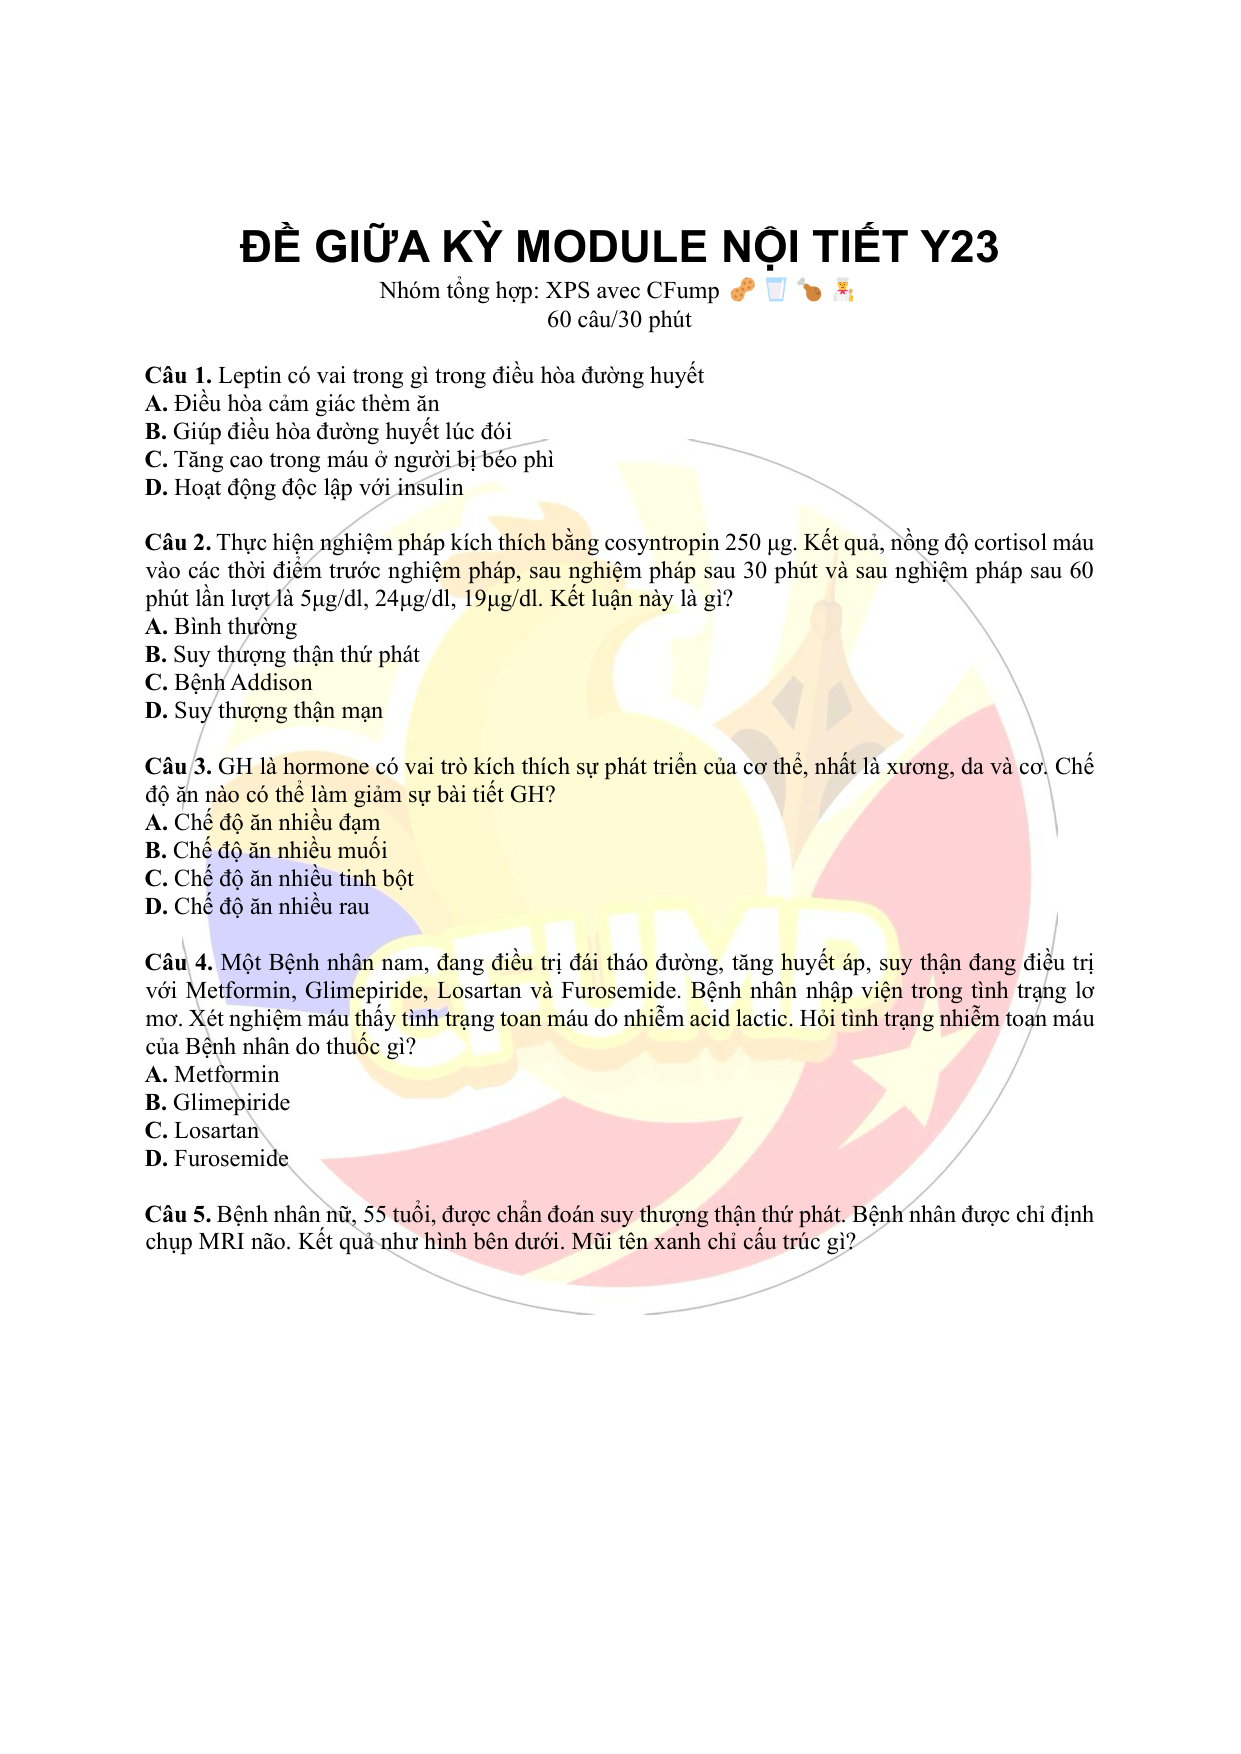 ĐỀ GIỮA KỲ MODULE NỘI TIẾT Y23
Nhóm tổng hợp: XPS avec CFump 🥜 🥛 🍗 👨‍🍳
60 câu/30 phút
Câu 1. Leptin có vai trong gì trong điều hòa đường huyết
A. Điều hòa cảm giác thèm ăn
B. Giúp điều hòa đường huyết lúc đói
C. Tăng cao trong máu ở người bị béo phì
D. Hoạt động độc lập với insulin
Câu 2. Thực hiện nghiệm pháp kích thích bằng cosyntropin 250 μg. Kết quả, nồng độ cortisol máu
vào các thời điểm trước nghiệm pháp, sau nghiệm pháp sau 30 phút và sau nghiệm pháp sau 60
phút lần lượt là 5μg/dl, 24μg/dl, 19μg/dl. Kết luận này là gì?
A. Bình thường
B. Suy thượng thận thứ phát
C. Bệnh Addison
D. Suy thượng thận mạn
Câu 3. GH là hormone có vai trò kích thích sự phát triển của cơ thể, nhất là xương, da và cơ. Chế
độ ăn nào có thể làm giảm sự bài tiết GH?
A. Chế độ ăn nhiều đạm
B. Chế độ ăn nhiều muối
C. Chế độ ăn nhiều tinh bột
D. Chế độ ăn nhiều rau
Câu 4. Một Bệnh nhân nam, đang điều trị đái tháo đường, tăng huyết áp, suy thận đang điều trị
với Metformin, Glimepiride, Losartan và Furosemide. Bệnh nhân nhập viện trong tình trạng lơ
mơ. Xét nghiệm máu thấy tình trạng toan máu do nhiễm acid lactic. Hỏi tình trạng nhiễm toan máu
của Bệnh nhân do thuốc gì?
A. Metformin
B. Glimepiride
C. Losartan
D. Furosemide
Câu 5. Bệnh nhân nữ, 55 tuổi, được chẩn đoán suy thượng thận thứ phát. Bệnh nhân được chỉ định
chụp MRI não. Kết quả như hình bên dưới. Mũi tên xanh chỉ cấu trúc gì?
CFUMP